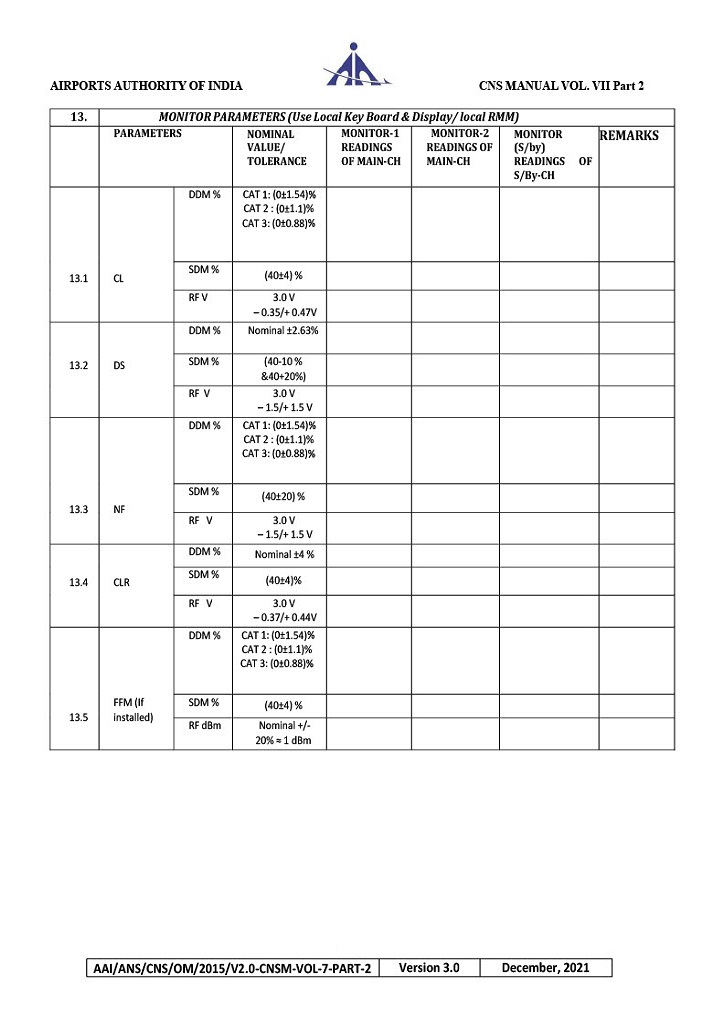 AIRPORTS AUTHORITY OF INDIA CNS MANUAL VOL. VII Part 2
13. MONITOR PARAMETERS (Use Local Key Board & Display/ local RMM)
PARAMETERS NOMINAL MONITOR-1 MONITOR-2 MONITOR REMARKS
VALUE/ READINGS READINGS OF (S/by)
TOLERANCE OF MAIN-CH MAIN-CH READINGS OF
S/By-CH
DDM % CAT 1: (0±1.54)%
CAT 2 : (0±1.1)%
CAT 3: (0±0.88)%
13.1 CL SDM % (40±4) %
RF V 3.0 V
– 0.35/+ 0.47V
DDM % Nominal ±2.63%
13.2 DS SDM % (40-10 %
&40+20%)
RF V 3.0 V
– 1.5/+ 1.5 V
DDM % CAT 1: (0±1.54)%
CAT 2 : (0±1.1)%
CAT 3: (0±0.88)%
13.3 NF SDM % (40±20) %
RF V 3.0 V
– 1.5/+ 1.5 V
DDM % Nominal ±4 %
13.4 CLR SDM % (40±4)%
RF V 3.0 V
– 0.37/+ 0.44V
DDM % CAT 1: (0±1.54)%
CAT 2 : (0±1.1)%
CAT 3: (0±0.88)%
13.5 FFM (If SDM % (40±4) %
installed) RF dBm Nominal +/-
20% ≈ 1 dBm
AAI/ANS/CNS/OM/2015/V2.0-CNSM-VOL-7-PART-2 Version 3.0 December, 2021